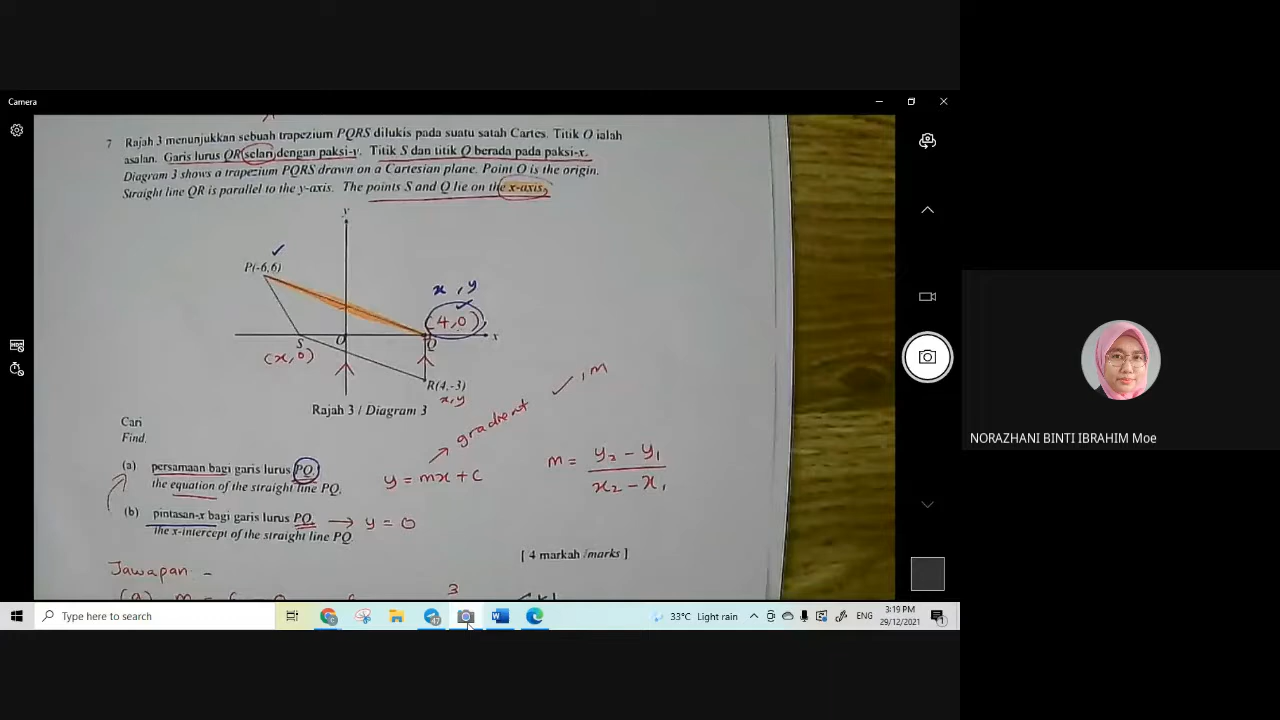 Camera
7 Rajah 3 menunjukkan sebuah trapezium PQRS dilukis pada suatu satah Cartes. Titik O ialah
asalan. Garis lurus QR selari dengan paksi-y. Titik S dan titik Q berada pada paksi-x.
Diagram 3 shows a trapezium PQRS drawn on a Cartesian plane. Point O is the origin.
Straight line QR is parallel to the y-axis. The points S and Q lie on the x-axis.
y
P(-6,6)
x , y
(4,0)
S O Q x
(x, 0)
R(4,-3)
x, y
Rajah 3 / Diagram 3
, m
gradient
Cari
Find.
(a) persamaan bagi garis lurus PQ.
the equation of the straight line PQ.
y = mx + c
m = y₂ - y₁
x₂ - x₁
(b) pintasan-x bagi garis lurus PQ. → y = 0
the x-intercept of the straight line PQ
[ 4 markah /marks ]
Jawapan -
3
NORAZHANI BINTI IBRAHIM Moe
Type here to search
33°C Light rain
ENG
3:19 PM
29/12/2021